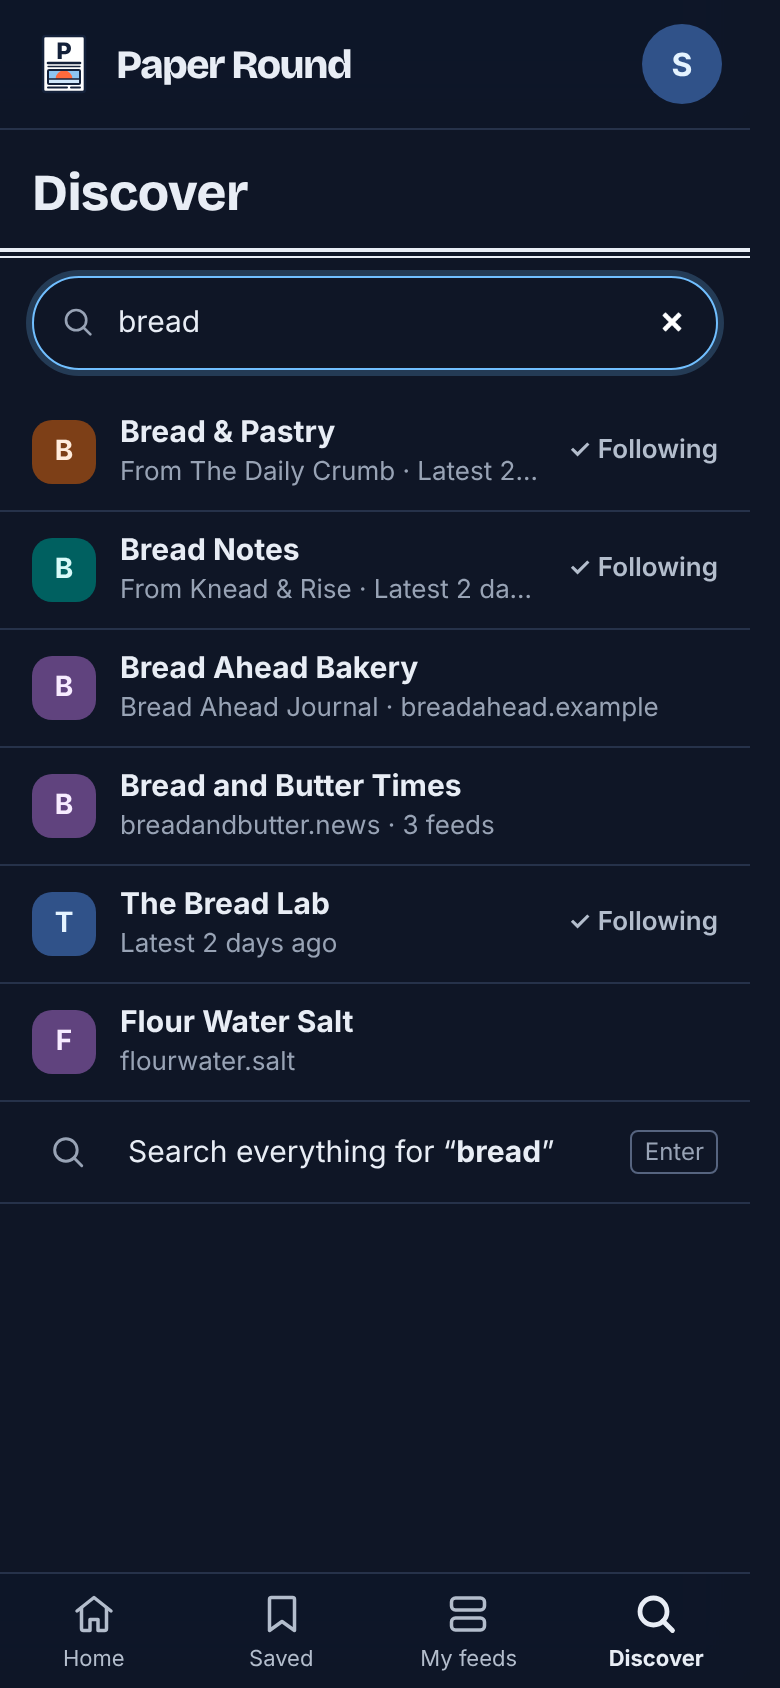 P
Paper Round
S
Discover
bread
B
Bread & Pastry
From The Daily Crumb · Latest 2...
✓ Following
B
Bread Notes
From Knead & Rise · Latest 2 da...
✓ Following
B
Bread Ahead Bakery
Bread Ahead Journal · breadahead.example
B
Bread and Butter Times
breadandbutter.news · 3 feeds
T
The Bread Lab
Latest 2 days ago
✓ Following
F
Flour Water Salt
flourwater.salt
Search everything for “bread”
Enter
Home
Saved
My feeds
Discover